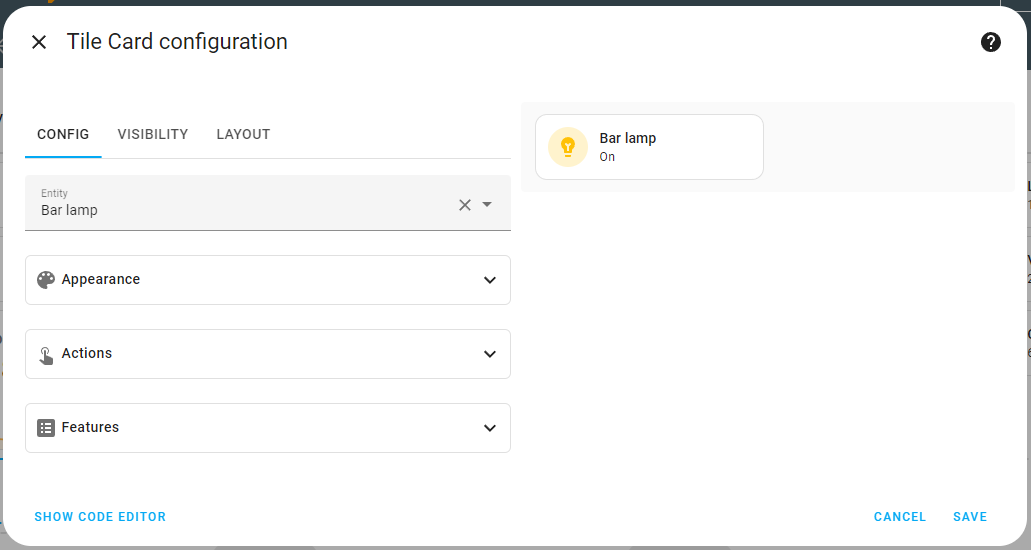 Tile Card configuration
CONFIG VISIBILITY LAYOUT
Entity
Bar lamp
Appearance
Actions
Features
Bar lamp
On
SHOW CODE EDITOR
CANCEL SAVE